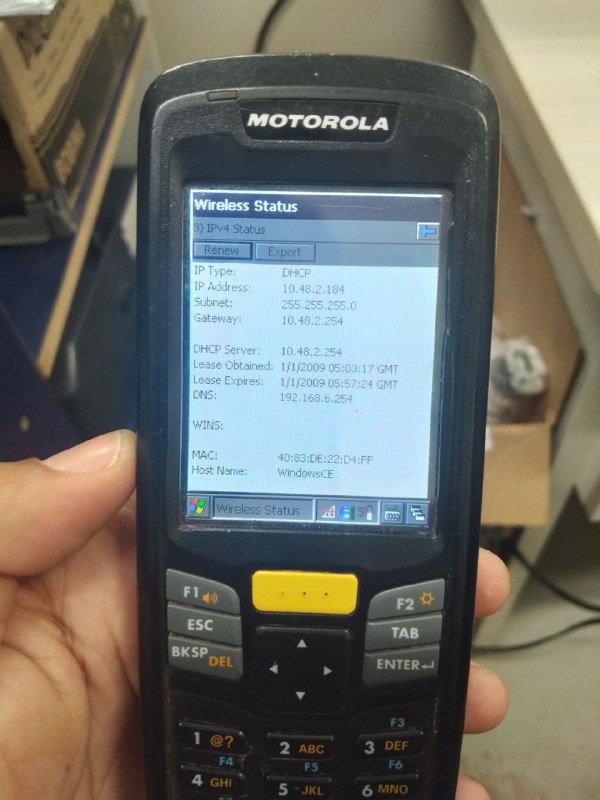 MOTOROLA
Wireless Status
3) IPv4 Status
Renew Export
IP Type: DHCP
IP Address: 10.48.2.184
Subnet: 255.255.255.0
Gateway: 10.48.2.254
DHCP Server: 10.48.2.254
Lease Obtained: 1/1/2009 05:03:17 GMT
Lease Expires: 1/1/2009 05:57:24 GMT
DNS: 192.168.6.254
WINS:
MAC: 40:83:DE:22:D4:FF
Host Name: WindowsCE
Wireless Status
F1 F2
ESC TAB
BKSP DEL ENTER
F3
1 @? 2 ABC 3 DEF
F4 F5 F6
4 GHI 5 JKL 6 MNO